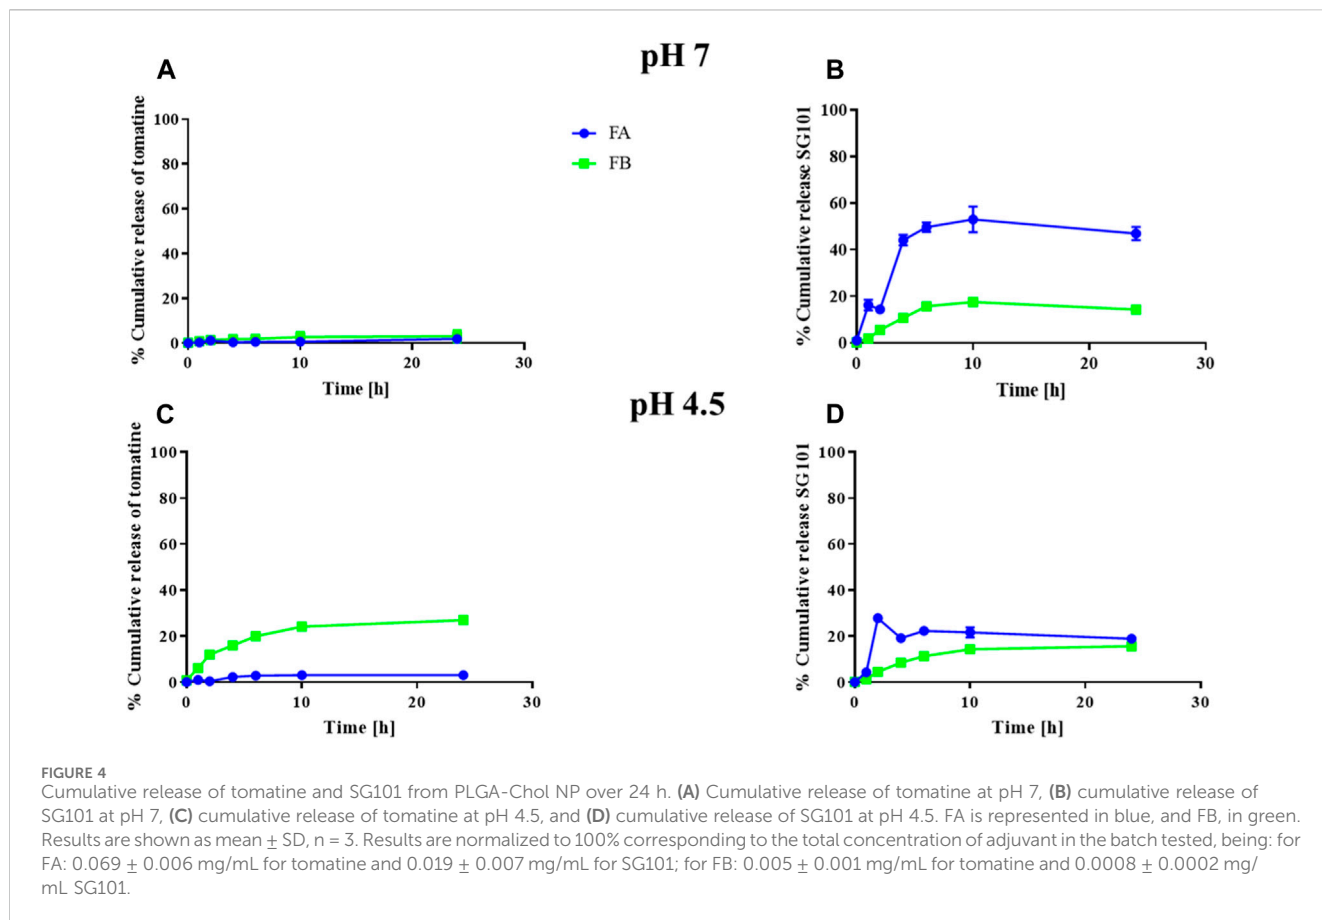 pH 7
A
% Cumulative release of tomatine
100
80
60
40
20
0
0 10 20 30
Time [h]
FA
FB
B
% Cumulative release SG101
100
80
60
40
20
0
0 10 20 30
Time [h]
pH 4.5
C
% Cumulative release of tomatine
100
80
60
40
20
0
0 10 20 30
Time [h]
D
% Cumulative release SG101
100
80
60
40
20
0
0 10 20 30
Time [h]
FIGURE 4
Cumulative release of tomatine and SG101 from PLGA-Chol NP over 24 h. (A) Cumulative release of tomatine at pH 7, (B) cumulative release of
SG101 at pH 7, (C) cumulative release of tomatine at pH 4.5, and (D) cumulative release of SG101 at pH 4.5. FA is represented in blue, and FB, in green.
Results are shown as mean ± SD, n = 3. Results are normalized to 100% corresponding to the total concentration of adjuvant in the batch tested, being: for
FA: 0.069 ± 0.006 mg/mL for tomatine and 0.019 ± 0.007 mg/mL for SG101; for FB: 0.005 ± 0.001 mg/mL for tomatine and 0.0008 ± 0.0002 mg/
mL SG101.